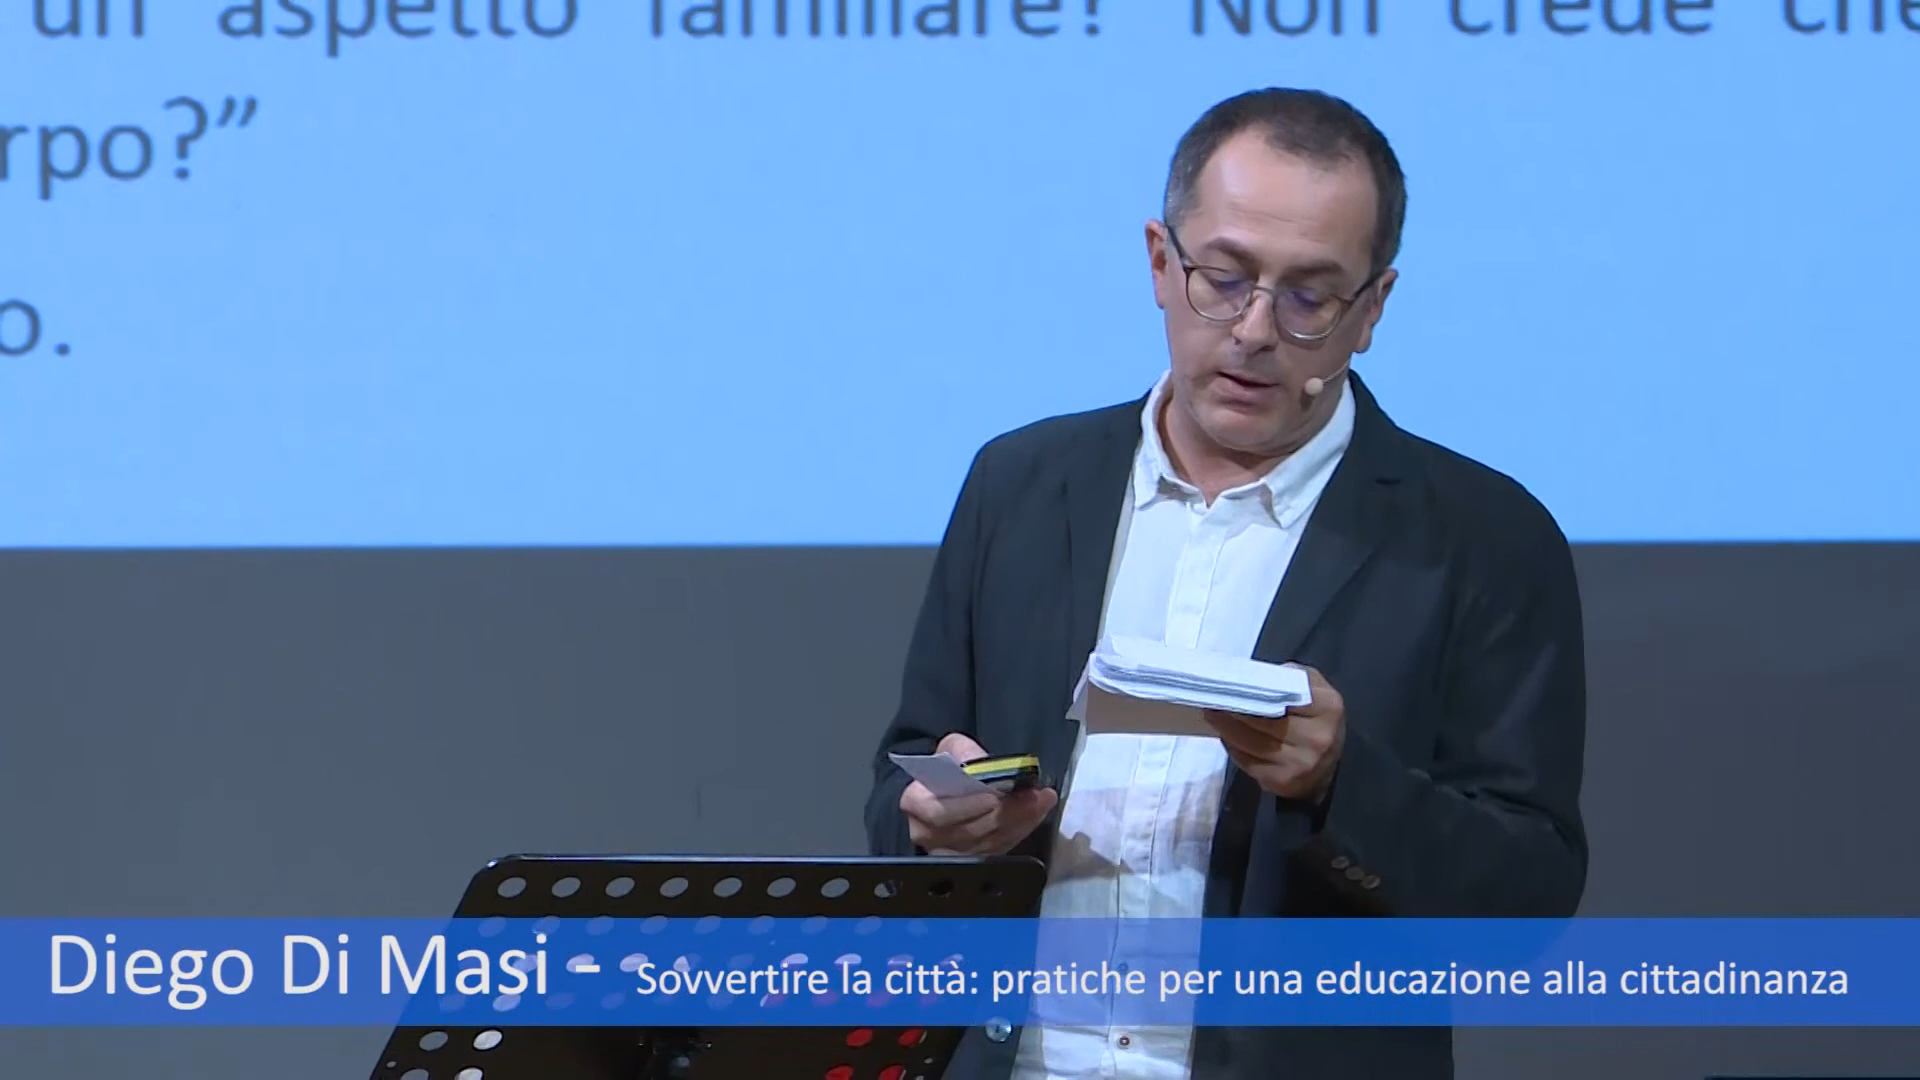 un aspetto familiare? Non crede che
rpo?”
o.
Diego Di Masi - Sovvertire la città: pratiche per una educazione alla cittadinanza